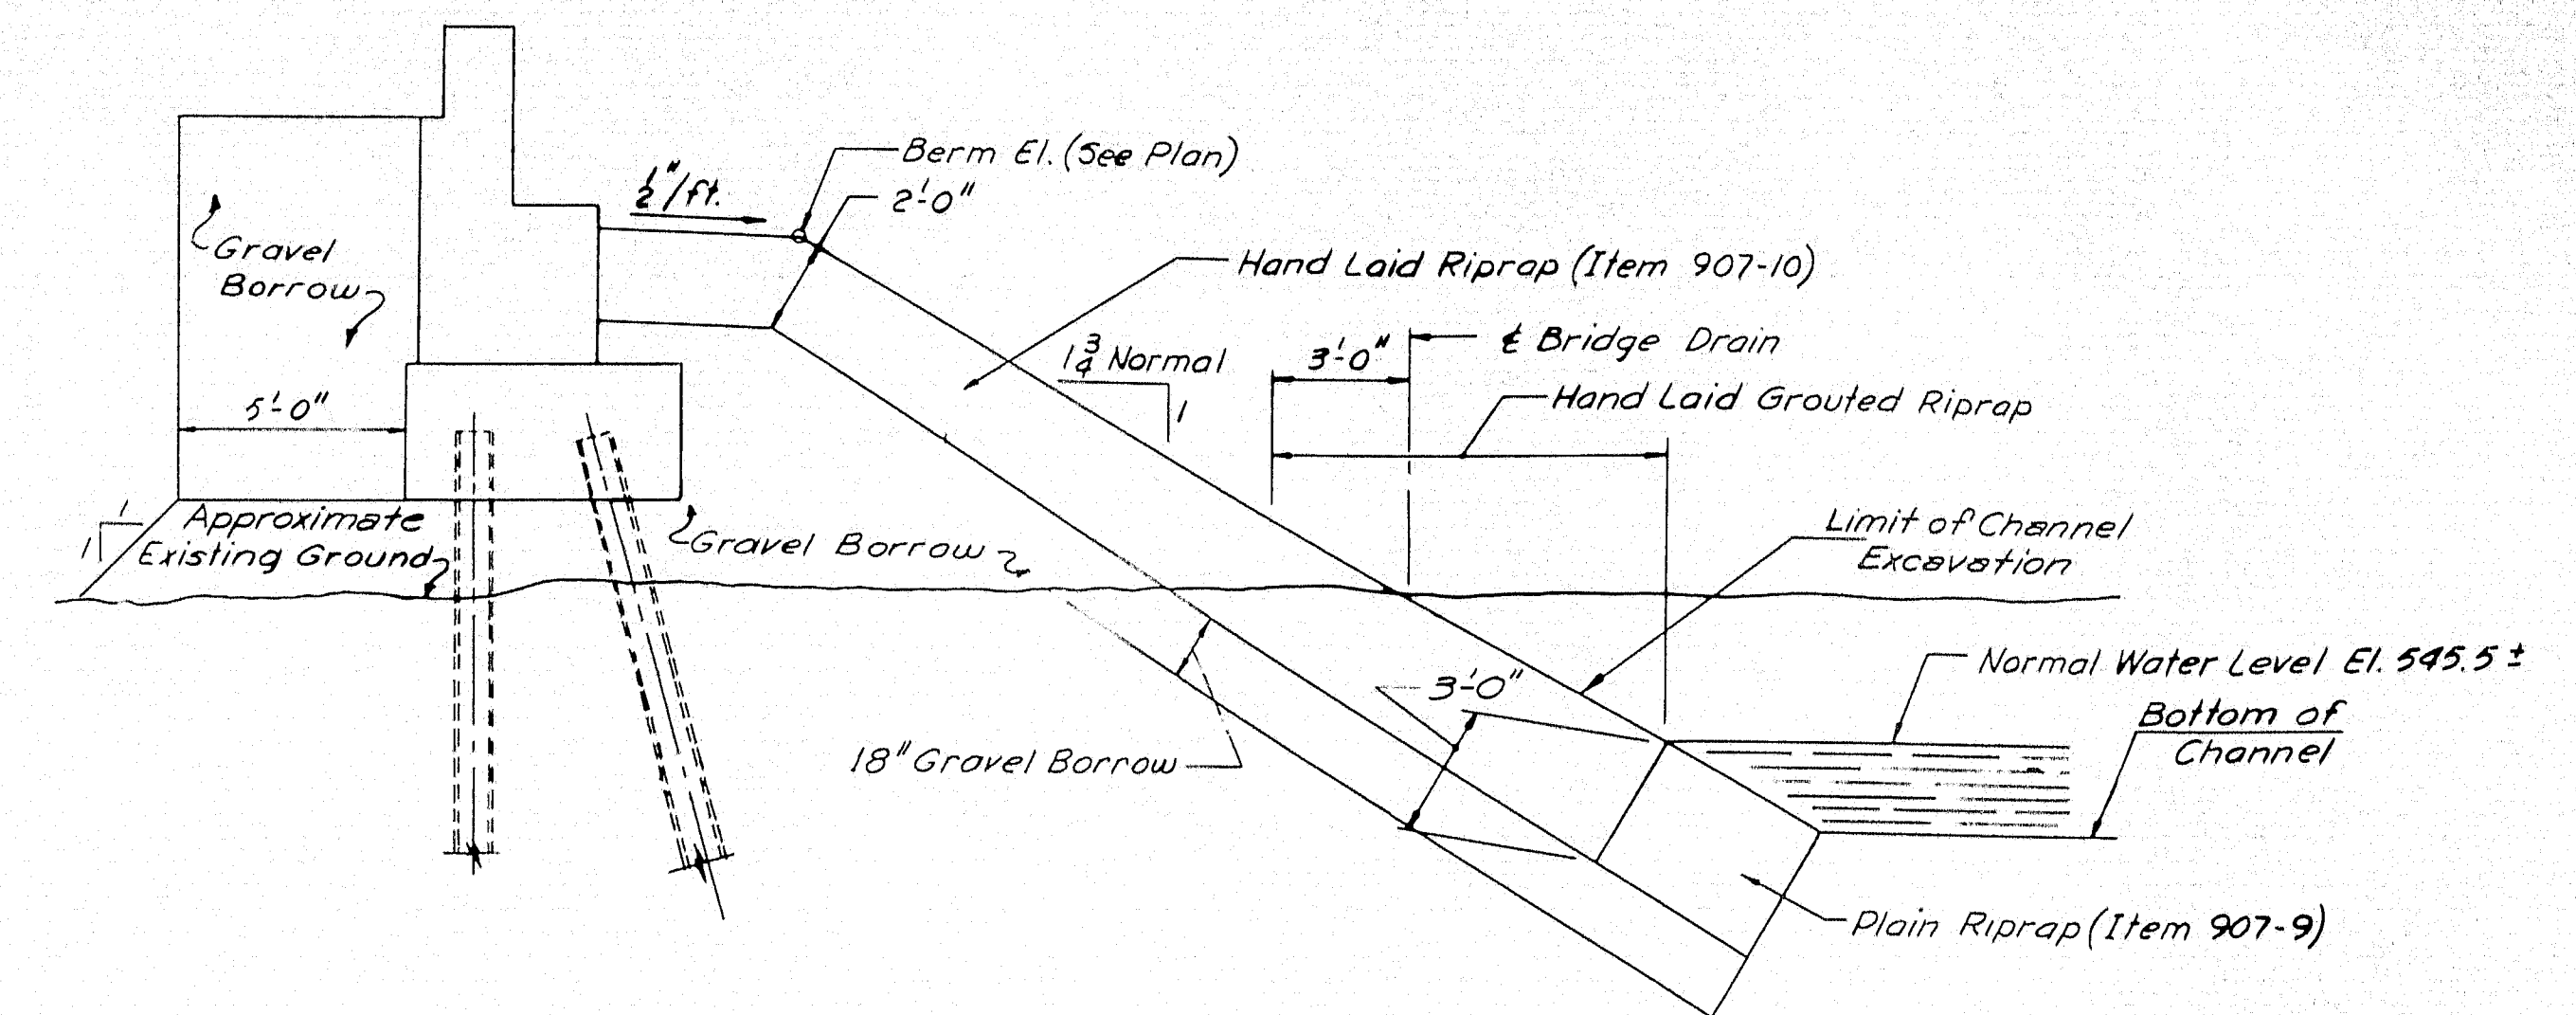 Berm El. (See Plan)
1/2"/ft.
2'-0"
Gravel
Borrow
Hand Laid Riprap (Item 907-10)
1 3/4 Normal
1
3'-0"
℄ Bridge Drain
5'-0"
Hand Laid Grouted Riprap
1
1
Approximate
Existing Ground
Gravel Borrow
Limit of Channel
Excavation
Normal Water Level El. 545.5 ±
3'-0"
Bottom of
Channel
18" Gravel Borrow
Plain Riprap (Item 907-9)